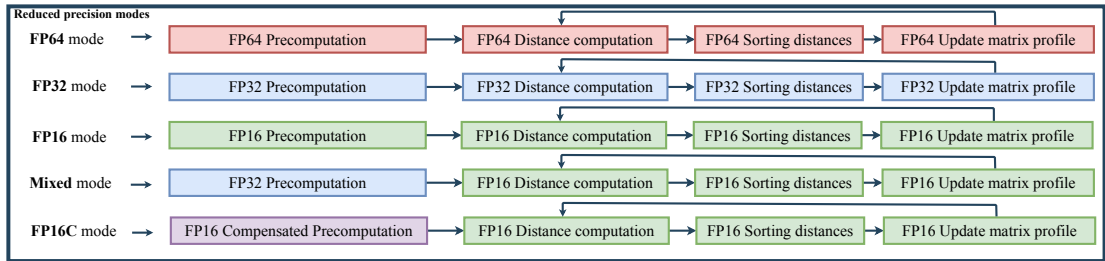 Reduced precision modes
FP64 mode FP64 Precomputation FP64 Distance computation FP64 Sorting distances FP64 Update matrix profile
FP32 mode FP32 Precomputation FP32 Distance computation FP32 Sorting distances FP32 Update matrix profile
FP16 mode FP16 Precomputation FP16 Distance computation FP16 Sorting distances FP16 Update matrix profile
Mixed mode FP32 Precomputation FP16 Distance computation FP16 Sorting distances FP16 Update matrix profile
FP16C mode FP16 Compensated Precomputation FP16 Distance computation FP16 Sorting distances FP16 Update matrix profile